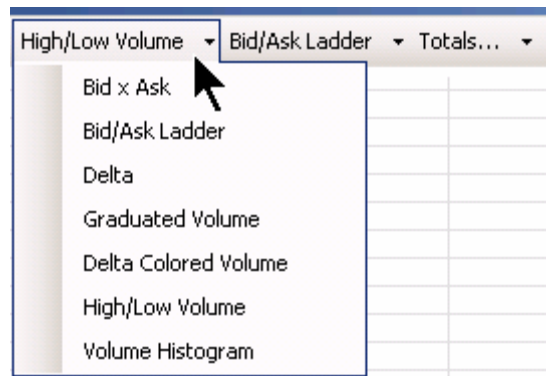 High/Low Volume Bid/Ask Ladder Totals...
Bid x Ask
Bid/Ask Ladder
Delta
Graduated Volume
Delta Colored Volume
High/Low Volume
Volume Histogram